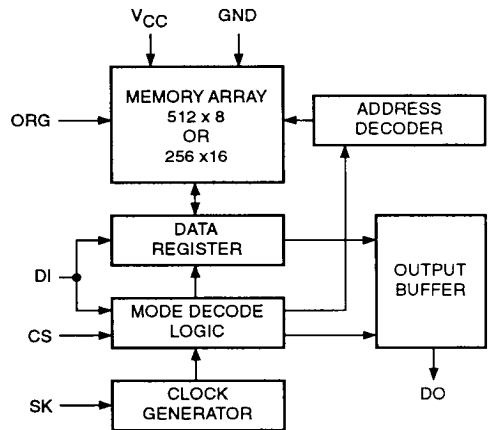 VCC GND
MEMORY ARRAY
512 x 8
OR
256 x16
ORG
ADDRESS
DECODER
DATA
REGISTER
DI
OUTPUT
BUFFER
MODE DECODE
LOGIC
CS
DO
CLOCK
GENERATOR
SK